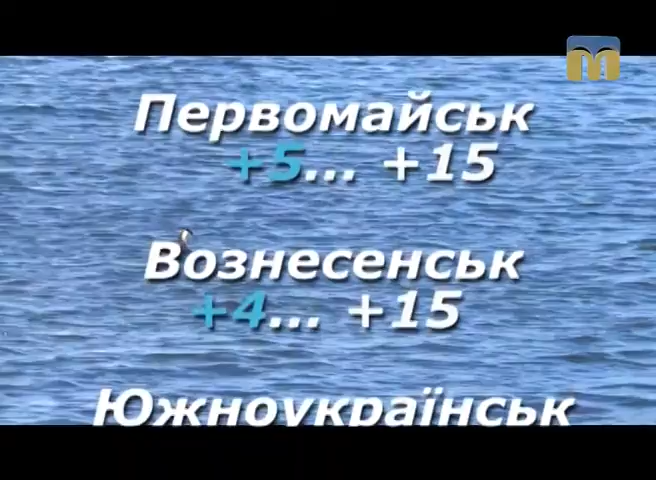 Первомайськ
+5... +15
Вознесенськ
+4... +15
Южноукраїнськ